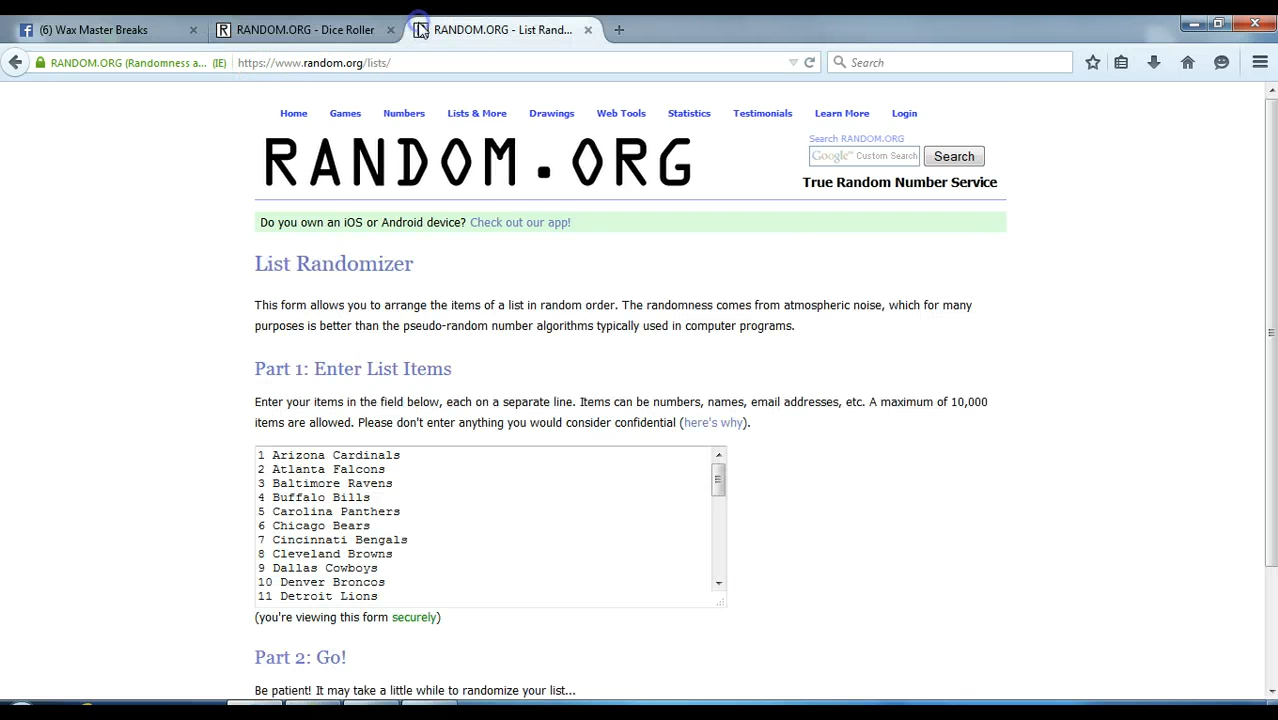 (6) Wax Master Breaks
RANDOM.ORG - Dice Roller
RANDOM.ORG - List Rand...
RANDOM.ORG (Randomness a... (IE)
https://www.random.org/lists/
Search
Home Games Numbers Lists & More Drawings Web Tools Statistics Testimonials Learn More Login
RANDOM.ORG
Search RANDOM.ORG
Google™ Custom Search
Search
True Random Number Service
Do you own an iOS or Android device? Check out our app!
List Randomizer
This form allows you to arrange the items of a list in random order. The randomness comes from atmospheric noise, which for many
purposes is better than the pseudo-random number algorithms typically used in computer programs.
Part 1: Enter List Items
Enter your items in the field below, each on a separate line. Items can be numbers, names, email addresses, etc. A maximum of 10,000
items are allowed. Please don't enter anything you would consider confidential (here's why).
1 Arizona Cardinals
2 Atlanta Falcons
3 Baltimore Ravens
4 Buffalo Bills
5 Carolina Panthers
6 Chicago Bears
7 Cincinnati Bengals
8 Cleveland Browns
9 Dallas Cowboys
10 Denver Broncos
11 Detroit Lions
(you're viewing this form securely)
Part 2: Go!
Be patient! It may take a little while to randomize your list...